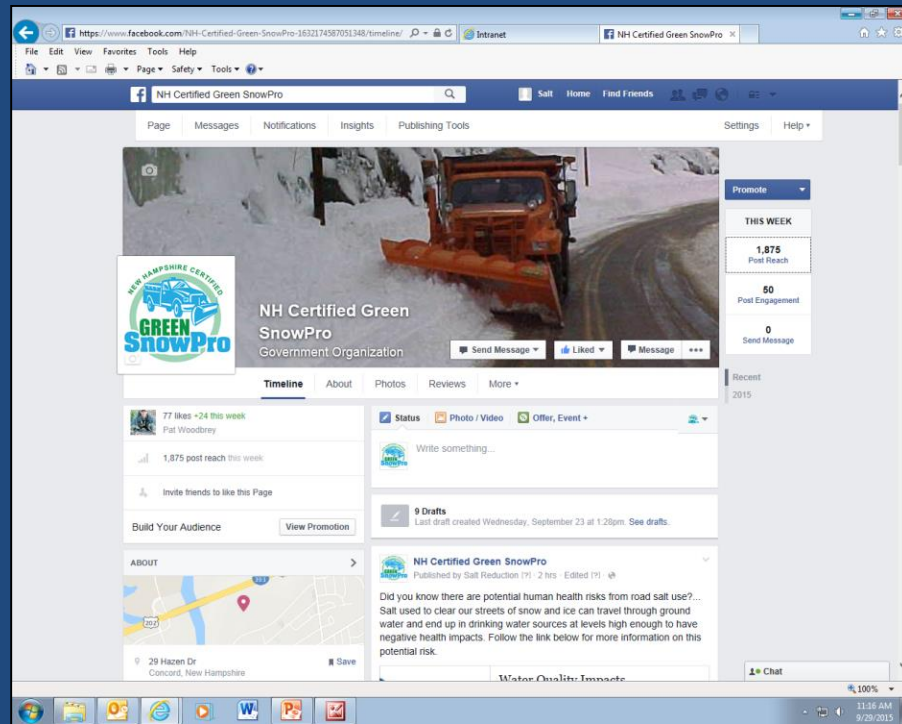 https://www.facebook.com/NH-Certified-Green-SnowPro-1632174587051348/timeline/
Intranet
NH Certified Green SnowPro
File Edit View Favorites Tools Help
Page Safety Tools
NH Certified Green SnowPro
Salt Home Find Friends
Page Messages Notifications Insights Publishing Tools Settings Help
Promote
THIS WEEK
1,875
Post Reach
50
Post Engagement
0
Send Message
Recent
2015
NEW HAMPSHIRE CERTIFIED
GREEN
SnowPro
NH Certified Green
SnowPro
Government Organization
Send Message Liked Message
Timeline About Photos Reviews More
77 likes +24 this week
Pat Woodbrey
1,875 post reach this week
Invite friends to like this Page
Build Your Audience View Promotion
ABOUT
393
202
29 Hazen Dr
Concord, New Hampshire
Save
Status Photo / Video Offer, Event +
Write something...
9 Drafts
Last draft created Wednesday, September 23 at 1:28pm. See drafts.
NH Certified Green SnowPro
Published by Salt Reduction [?] · 2 hrs · Edited [?] ·
Did you know there are potential human health risks from road salt use?...
Salt used to clear our streets of snow and ice can travel through ground
water and end up in drinking water sources at levels high enough to have
negative health impacts. Follow the link below for more information on this
potential risk.
Water Quality Impacts
Chat
100%
11:16 AM
9/29/2015